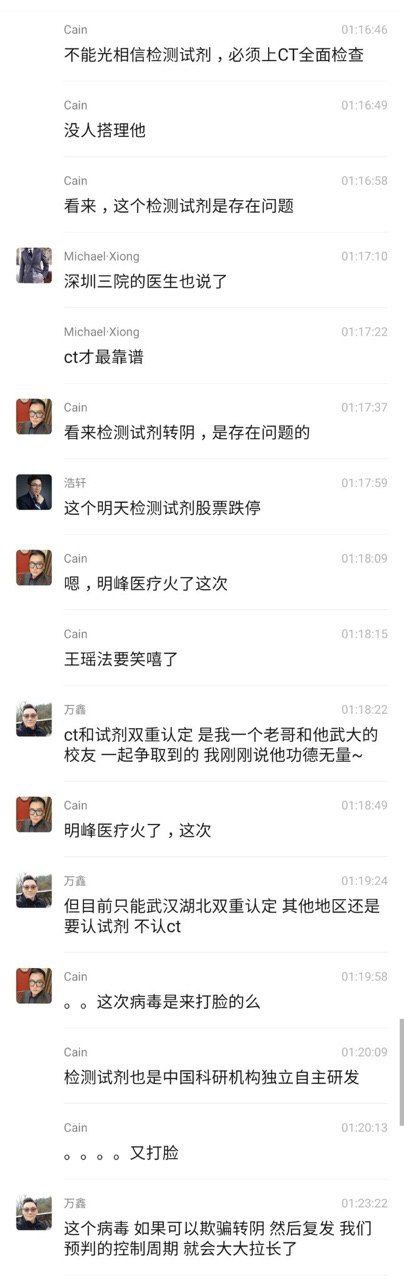 Cain 01:16:46
不能光相信检测试剂，必须上CT全面检查
Cain 01:16:49
没人搭理他
Cain 01:16:58
看来，这个检测试剂是存在问题
Michael·Xiong 01:17:10
深圳三院的医生也说了
Michael·Xiong 01:17:22
ct才最靠谱
Cain 01:17:37
看来检测试剂转阴，是存在问题的
浩轩 01:17:59
这个明天检测试剂股票跌停
Cain 01:18:09
嗯，明峰医疗火了这次
Cain 01:18:15
王瑶法要笑嘻了
万鑫 01:18:22
ct和试剂双重认定 是我一个老哥和他武大的
校友 一起争取到的 我刚刚说他功德无量~
Cain 01:18:49
明峰医疗火了，这次
万鑫 01:19:24
但目前只能武汉湖北双重认定 其他地区还是
要认试剂 不认ct
Cain 01:19:58
。。这次病毒是来打脸的么
Cain 01:20:09
检测试剂也是中国科研机构独立自主研发
Cain 01:20:13
。。。。又打脸
万鑫 01:23:22
这个病毒 如果可以欺骗转阴 然后复发 我们
预判的控制周期 就会大大拉长了